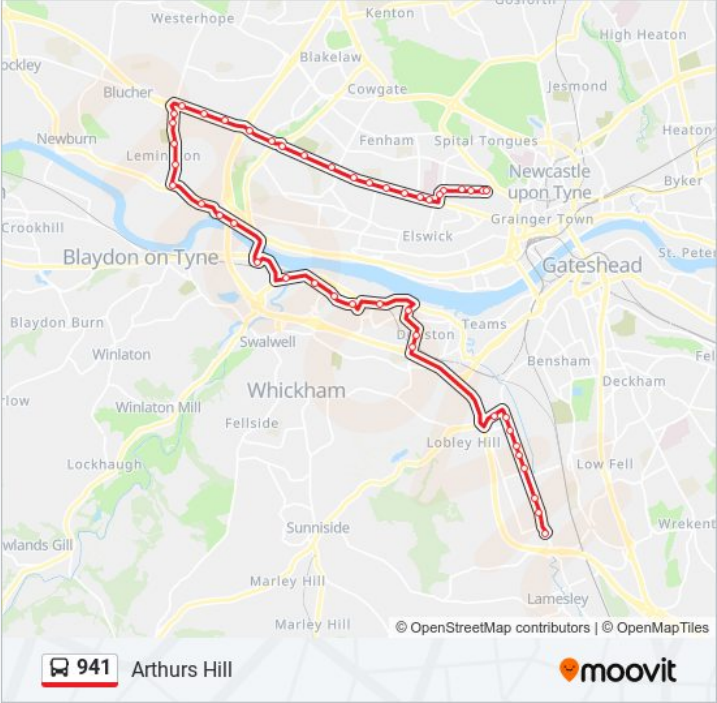 Gosforth
Westerhope
Kenton
High Heaton
Blakelaw
ockley
Cowgate
Jesmond
Blucher
Newburn
Fenham
Spital Tongues
Heaton
Lemington
Newcastle
upon Tyne
Byker
Grainger Town
Crookhill
Elswick
Blaydon on Tyne
St. Pete
Gateshead
Blaydon Burn
Teams
Swalwell
Winlaton
Bensham
Fel
Whickham
Deckham
rlow
Winlaton Mill
Fellside
Lobley Hill
Lockhaugh
Low Fell
Sunniside
Wrekent
wlands Gill
Marley Hill
Lamesley
Marley Hill
© OpenStreetMap contributors | © OpenMapTiles
941
Arthurs Hill
moovit